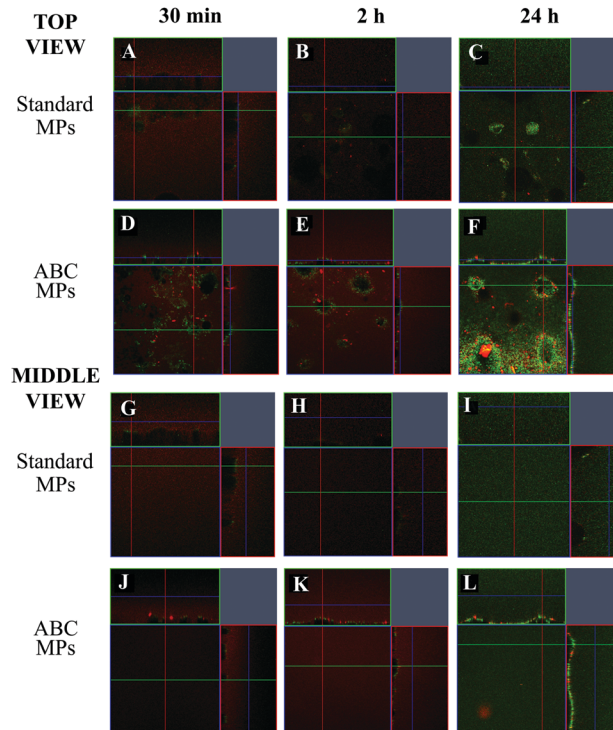 TOP
VIEW
30 min
2 h
24 h
Standard
MPs
A
B
C
ABC
MPs
D
E
F
MIDDLE
VIEW
Standard
MPs
G
H
I
ABC
MPs
J
K
L